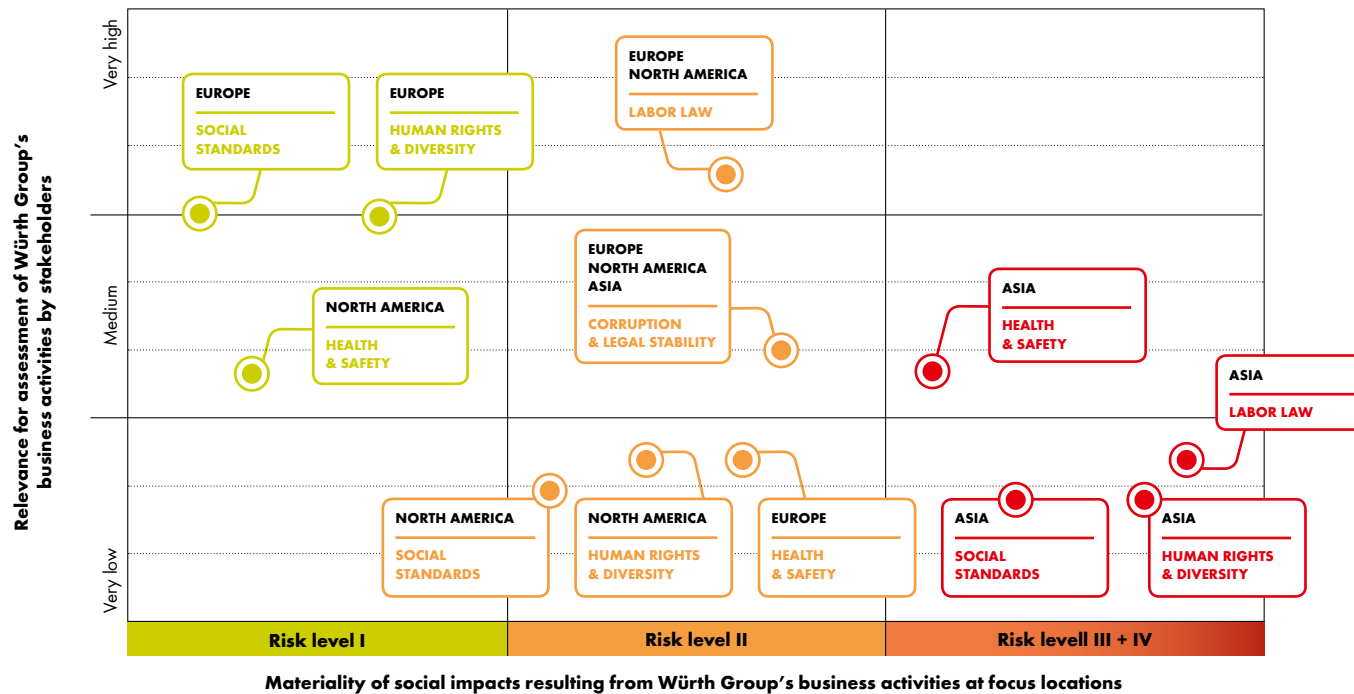 Relevance for assessment of Würth Group's
business activities by stakeholders
Very high
Medium
Very low
EUROPE
SOCIAL
STANDARDS
EUROPE
HUMAN RIGHTS
& DIVERSITY
EUROPE
NORTH AMERICA
LABOR LAW
NORTH AMERICA
HEALTH
& SAFETY
EUROPE
NORTH AMERICA
ASIA
CORRUPTION
& LEGAL STABILITY
ASIA
HEALTH
& SAFETY
ASIA
LABOR LAW
NORTH AMERICA
SOCIAL
STANDARDS
NORTH AMERICA
HUMAN RIGHTS
& DIVERSITY
EUROPE
HEALTH
& SAFETY
ASIA
SOCIAL
STANDARDS
ASIA
HUMAN RIGHTS
& DIVERSITY
Risk level I
Risk level II
Risk levell III + IV
Materiality of social impacts resulting from Würth Group's business activities at focus locations